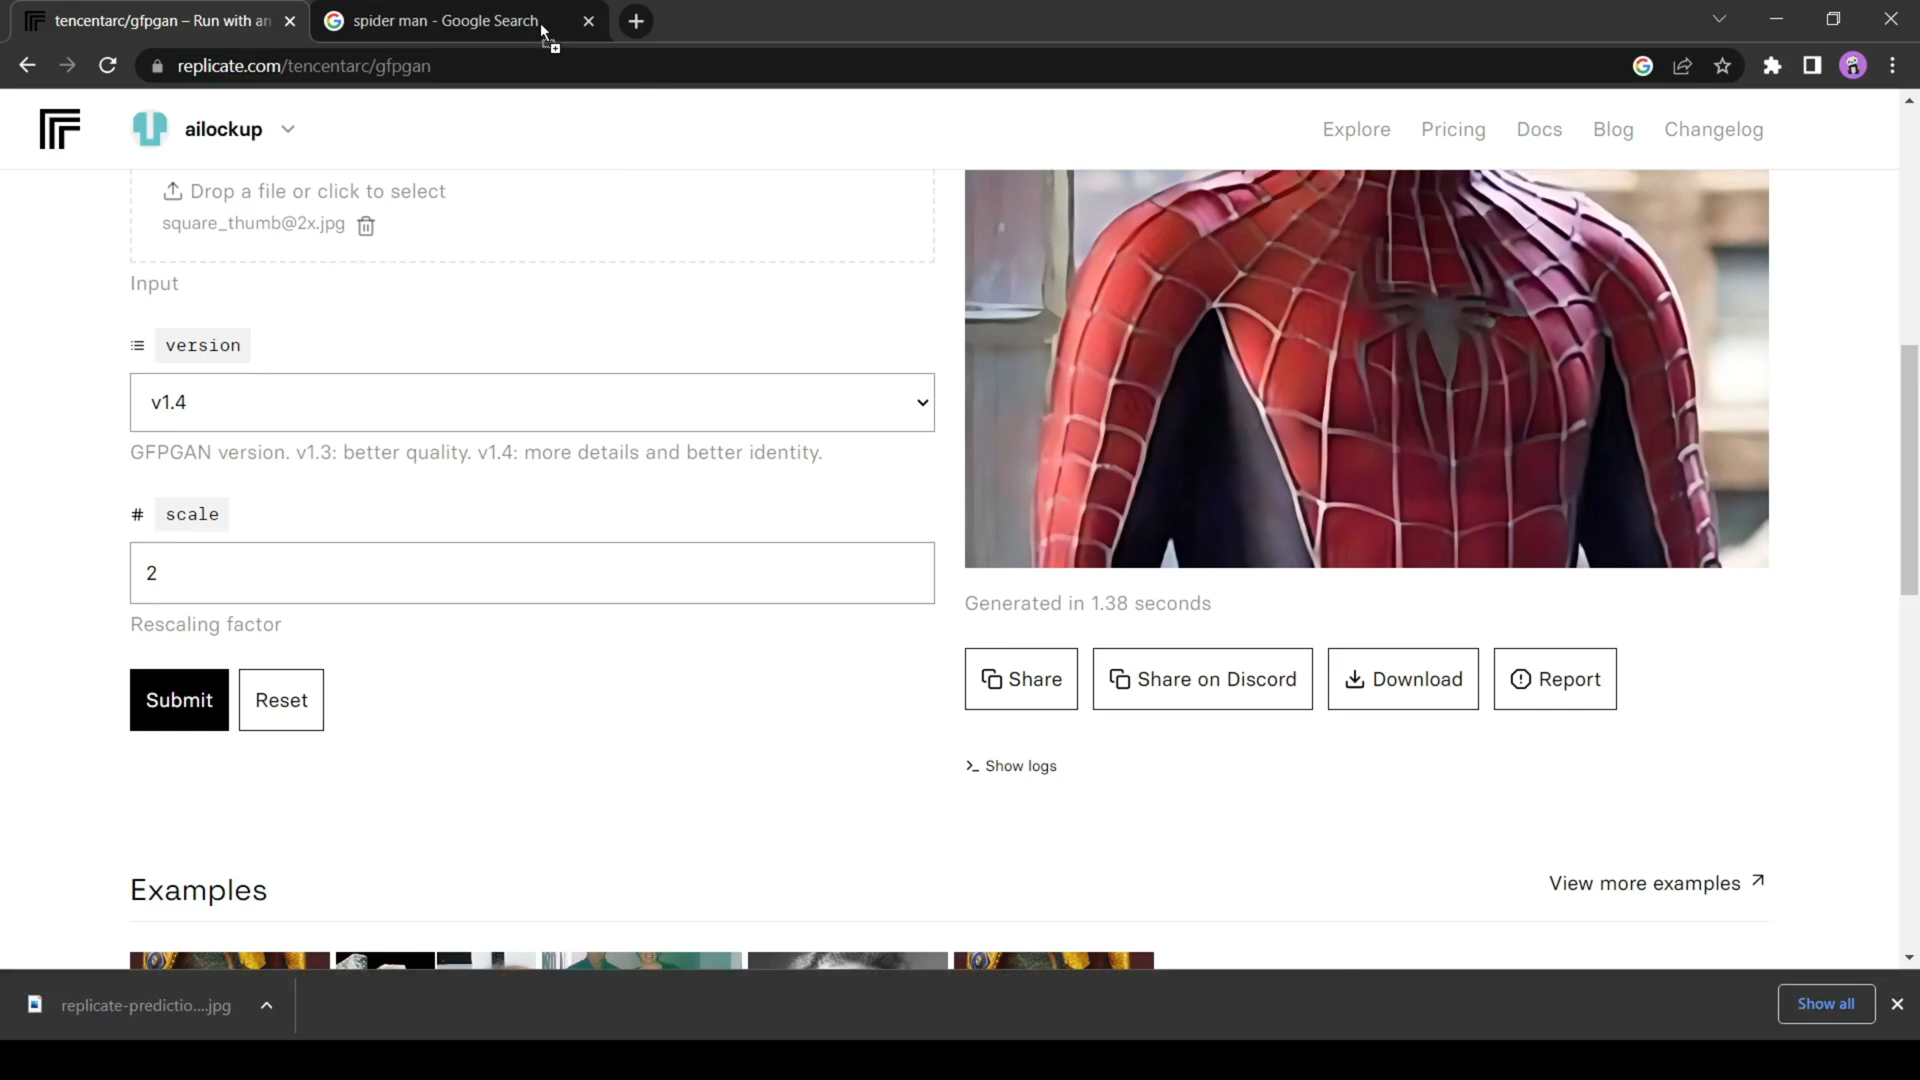 tencentarc/gfpgan – Run with an
spider man - Google Search
replicate.com/tencentarc/gfpgan
ailockup
Explore
Pricing
Docs
Blog
Changelog
Drop a file or click to select
square_thumb@2x.jpg
Input
version
v1.4
GFPGAN version. v1.3: better quality. v1.4: more details and better identity.
# scale
2
Rescaling factor
Submit
Reset
Generated in 1.38 seconds
Share
Share on Discord
Download
Report
>_ Show logs
Examples
View more examples
replicate-predictio....jpg
Show all